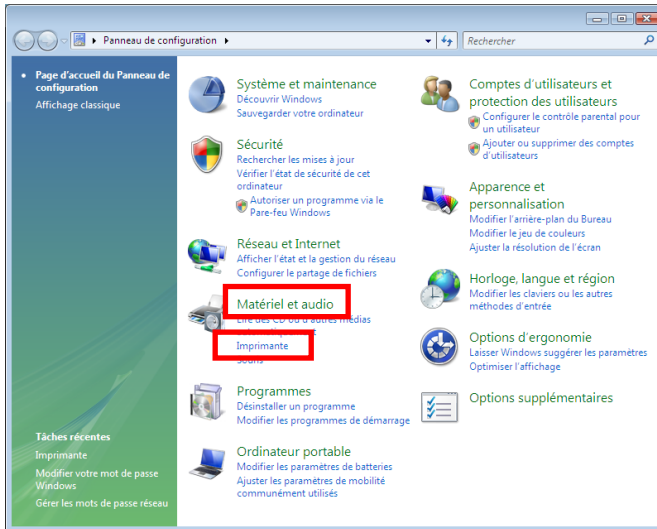 Panneau de configuration
Rechercher
Page d'accueil du Panneau de
configuration
Affichage classique
Système et maintenance
Découvrir Windows
Sauvegarder votre ordinateur
Sécurité
Rechercher les mises à jour
Vérifier l'état de sécurité de cet
ordinateur
Autoriser un programme via le
Pare-feu Windows
Réseau et Internet
Afficher l'état et la gestion du réseau
Configurer le partage de fichiers
Matériel et audio
Lire des CD ou d'autres médias
automatiquement
Imprimante
Souris
Programmes
Désinstaller un programme
Modifier les programmes de démarrage
Ordinateur portable
Modifier les paramètres de batteries
Ajuster les paramètres de mobilité
communément utilisés
Comptes d'utilisateurs et
protection des utilisateurs
Configurer le contrôle parental pour
un utilisateur
Ajouter ou supprimer des comptes
d'utilisateurs
Apparence et
personnalisation
Modifier l'arrière-plan du Bureau
Modifier le jeu de couleurs
Ajuster la résolution de l'écran
Horloge, langue et région
Modifier les claviers ou les autres
méthodes d'entrée
Options d'ergonomie
Laisser Windows suggérer les paramètres
Optimiser l'affichage
Options supplémentaires
Tâches récentes
Imprimante
Modifier votre mot de passe
Windows
Gérer les mots de passe réseau